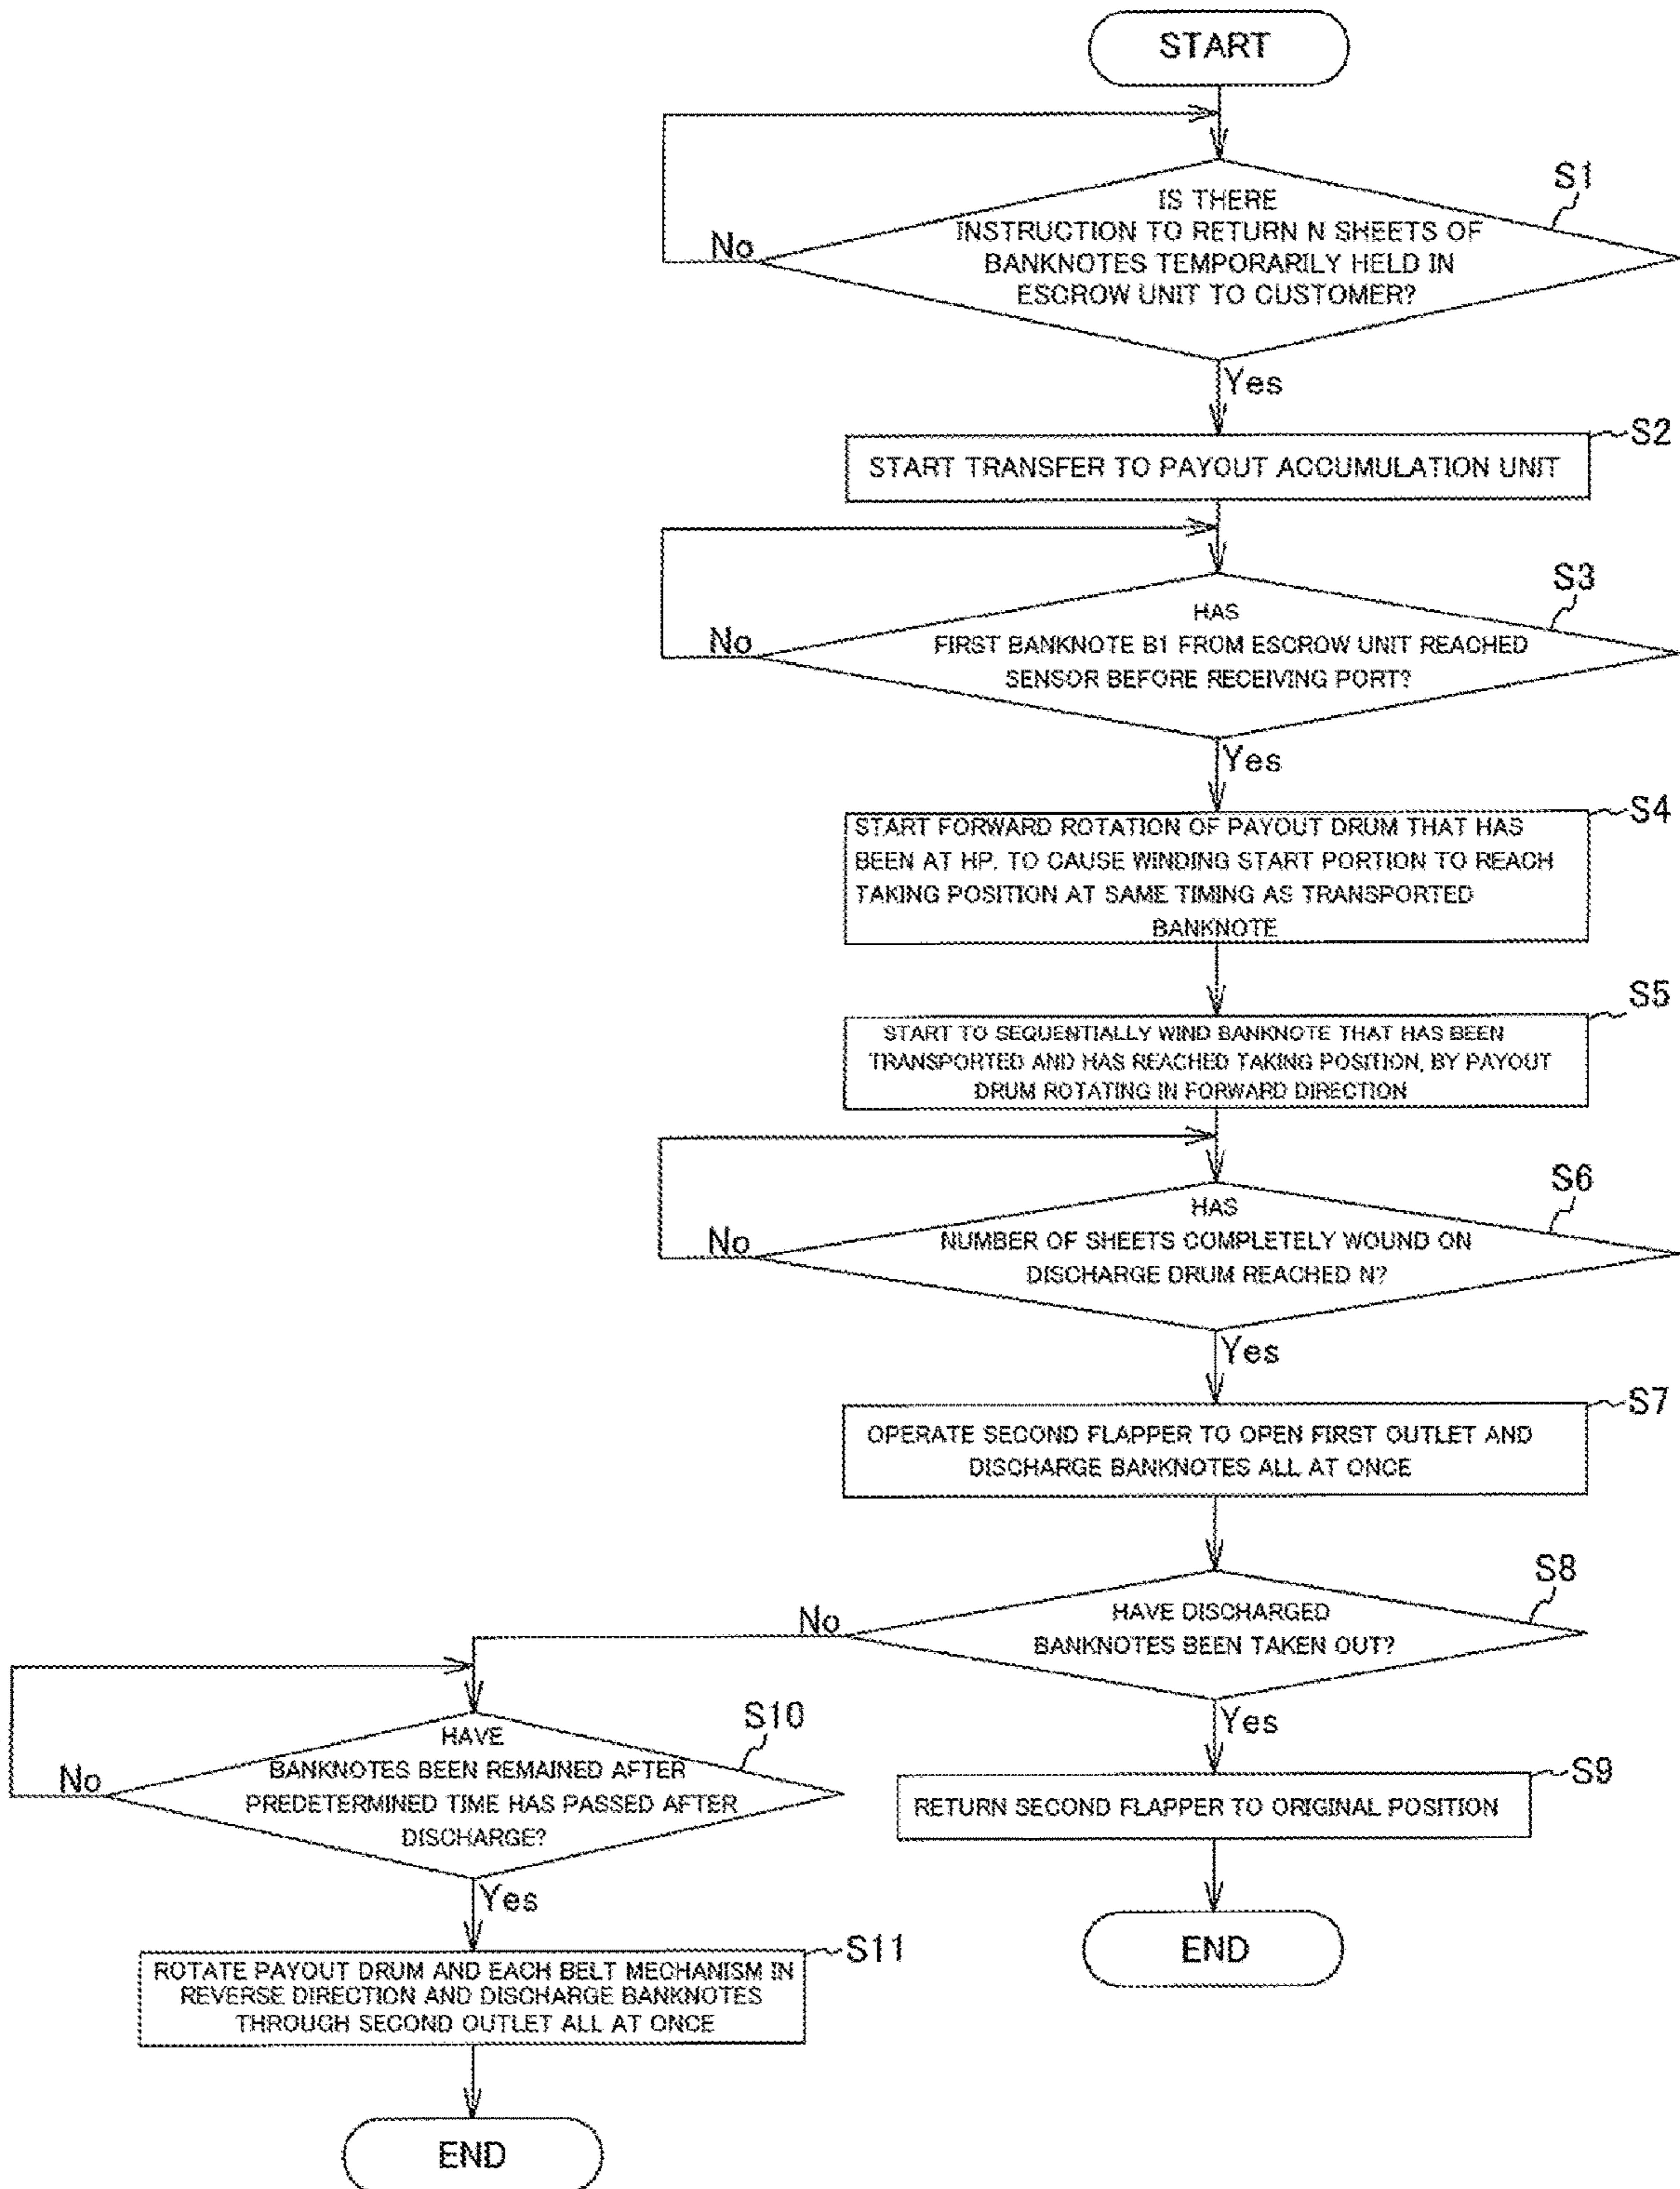 START
S1
IS THERE
INSTRUCTION TO RETURN N SHEETS OF
BANKNOTES TEMPORARILY HELD IN
ESCROW UNIT TO CUSTOMER?
No
Yes
S2
START TRANSFER TO PAYOUT ACCUMULATION UNIT
S3
HAS
FIRST BANKNOTE B1 FROM ESCROW UNIT REACHED
SENSOR BEFORE RECEIVING PORT?
No
Yes
S4
START FORWARD ROTATION OF PAYOUT DRUM THAT HAS
BEEN AT HP, TO CAUSE WINDING START PORTION TO REACH
TAKING POSITION AT SAME TIMING AS TRANSPORTED
BANKNOTE
S5
START TO SEQUENTIALLY WIND BANKNOTE THAT HAS BEEN
TRANSPORTED AND HAS REACHED TAKING POSITION, BY PAYOUT
DRUM ROTATING IN FORWARD DIRECTION
S6
HAS
NUMBER OF SHEETS COMPLETELY WOUND ON
DISCHARGE DRUM REACHED N?
No
Yes
S7
OPERATE SECOND FLAPPER TO OPEN FIRST OUTLET AND
DISCHARGE BANKNOTES ALL AT ONCE
S8
HAVE DISCHARGED
BANKNOTES BEEN TAKEN OUT?
No
Yes
S9
RETURN SECOND FLAPPER TO ORIGINAL POSITION
END
S10
HAVE
BANKNOTES BEEN REMAINED AFTER
PREDETERMINED TIME HAS PASSED AFTER
DISCHARGE?
No
Yes
S11
ROTATE PAYOUT DRUM AND EACH BELT MECHANISM IN
REVERSE DIRECTION AND DISCHARGE BANKNOTES
THROUGH SECOND OUTLET ALL AT ONCE
END